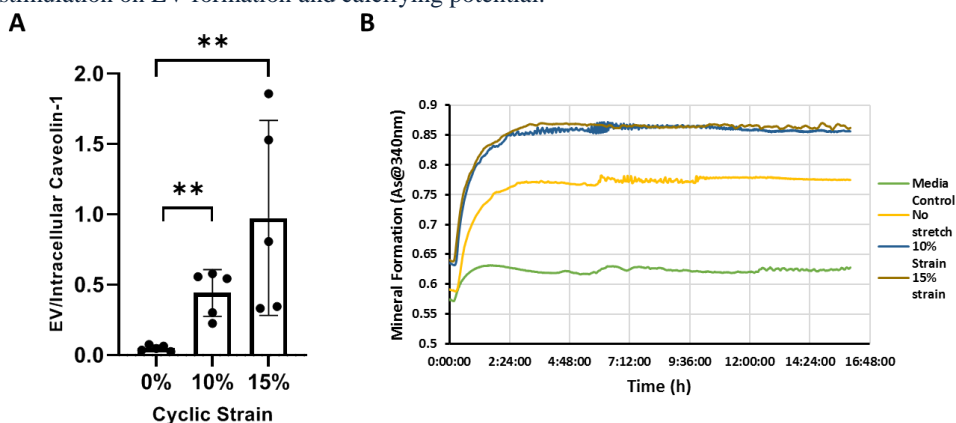 stimulation on EV formation and calcifying potential.
A
B
**
**
EV/Intracellular Caveolin-1
2.0
1.5
1.0
0.5
0.0
0%
10%
15%
Cyclic Strain
Mineral Formation (As@340nm)
0.9
0.85
0.8
0.75
0.7
0.65
0.6
0.55
0.5
0:00:00
2:24:00
4:48:00
7:12:00
9:36:00
12:00:00
14:24:00
16:48:00
Time (h)
Media
Control
No
stretch
10%
Strain
15%
strain